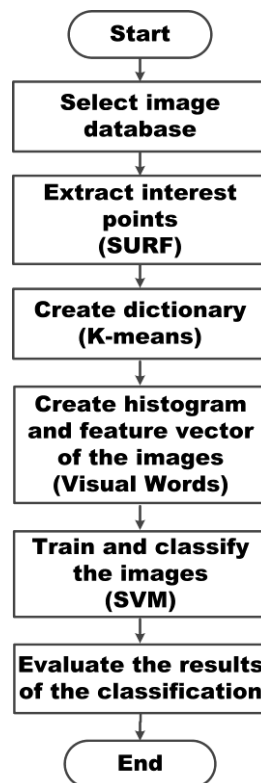 Start
Select image
database
Extract interest
points
(SURF)
Create dictionary
(K-means)
Create histogram
and feature vector
of the images
(Visual Words)
Train and classify
the images
(SVM)
Evaluate the results
of the classification
End